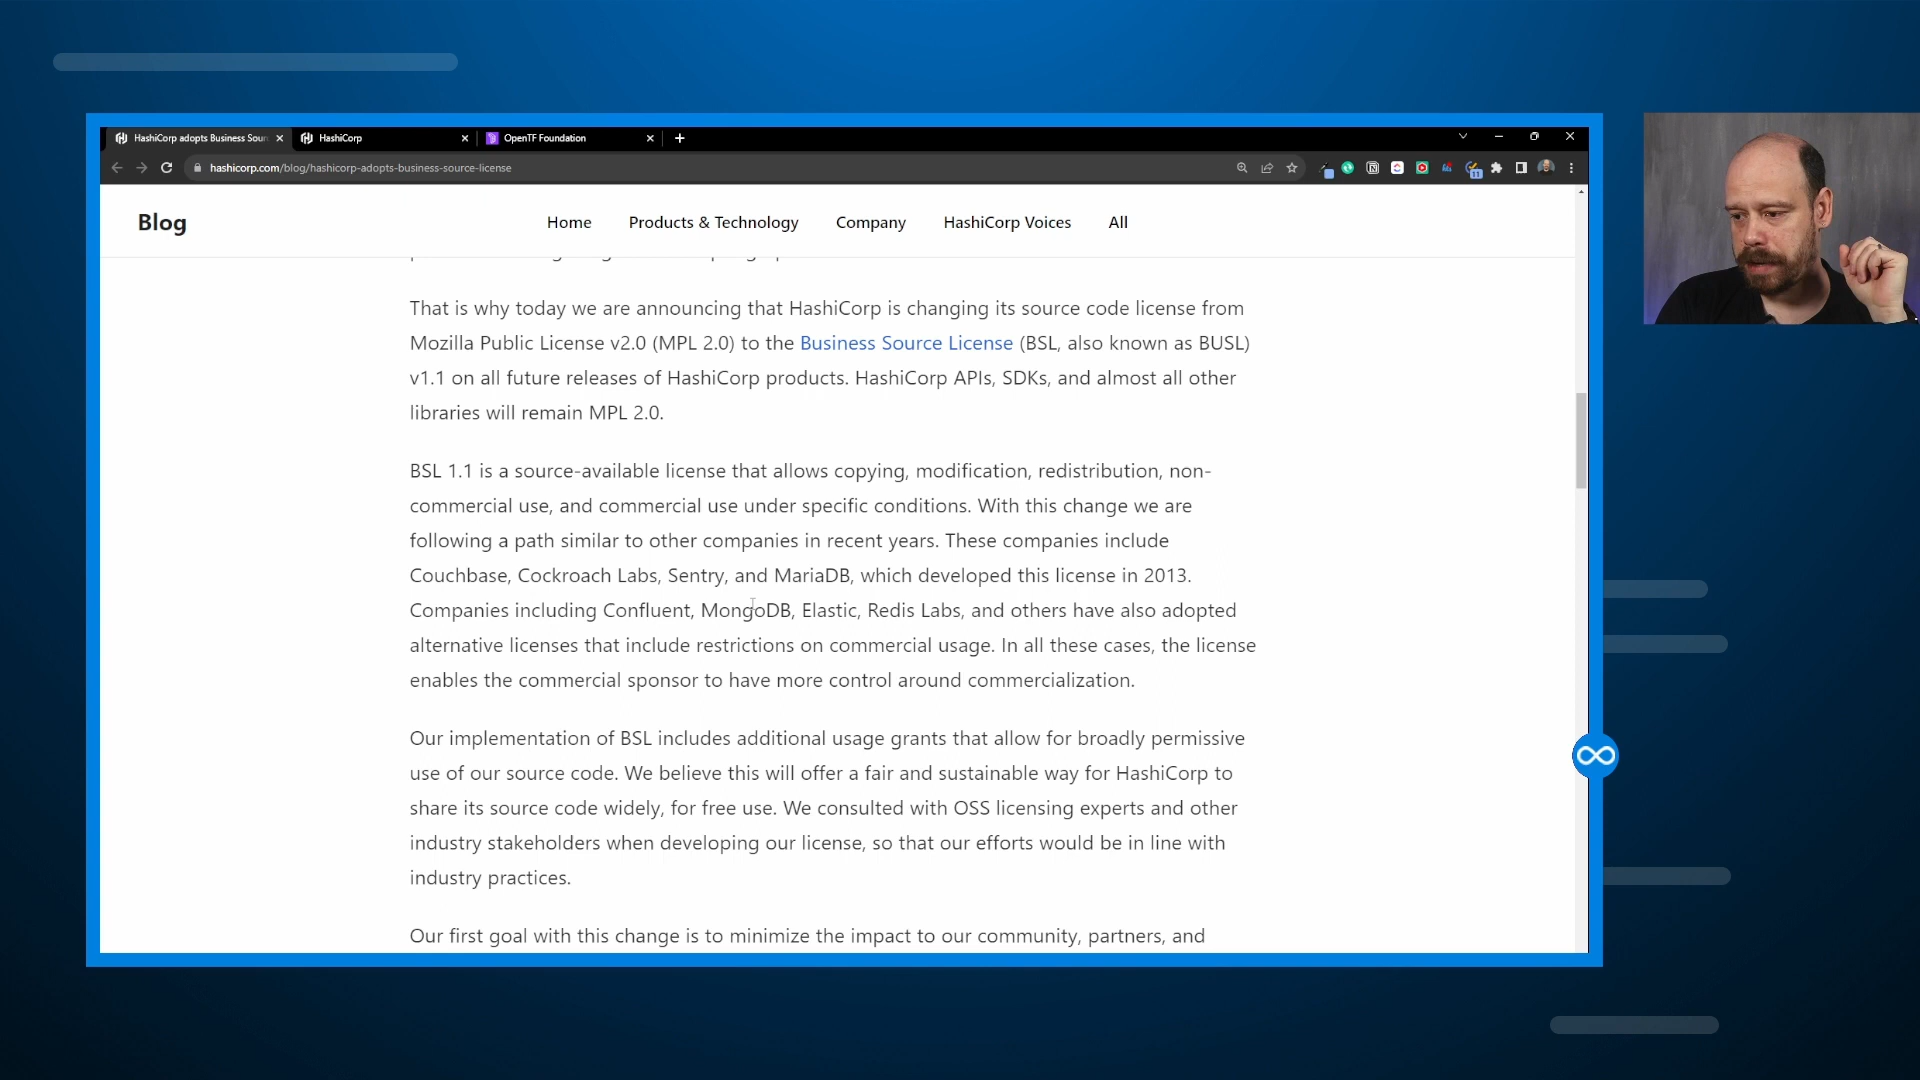 HashiCorp adopts Business Sour
HashiCorp
OpenTF Foundation
hashicorp.com/blog/hashicorp-adopts-business-source-license
11
Blog
Home
Products & Technology
Company
HashiCorp Voices
All
That is why today we are announcing that HashiCorp is changing its source code license from
Mozilla Public License v2.0 (MPL 2.0) to the Business Source License (BSL, also known as BUSL)
v1.1 on all future releases of HashiCorp products. HashiCorp APIs, SDKs, and almost all other
libraries will remain MPL 2.0.
BSL 1.1 is a source-available license that allows copying, modification, redistribution, non-
commercial use, and commercial use under specific conditions. With this change we are
following a path similar to other companies in recent years. These companies include
Couchbase, Cockroach Labs, Sentry, and MariaDB, which developed this license in 2013.
Companies including Confluent, MongoDB, Elastic, Redis Labs, and others have also adopted
alternative licenses that include restrictions on commercial usage. In all these cases, the license
enables the commercial sponsor to have more control around commercialization.
Our implementation of BSL includes additional usage grants that allow for broadly permissive
use of our source code. We believe this will offer a fair and sustainable way for HashiCorp to
share its source code widely, for free use. We consulted with OSS licensing experts and other
industry stakeholders when developing our license, so that our efforts would be in line with
industry practices.
Our first goal with this change is to minimize the impact to our community, partners, and